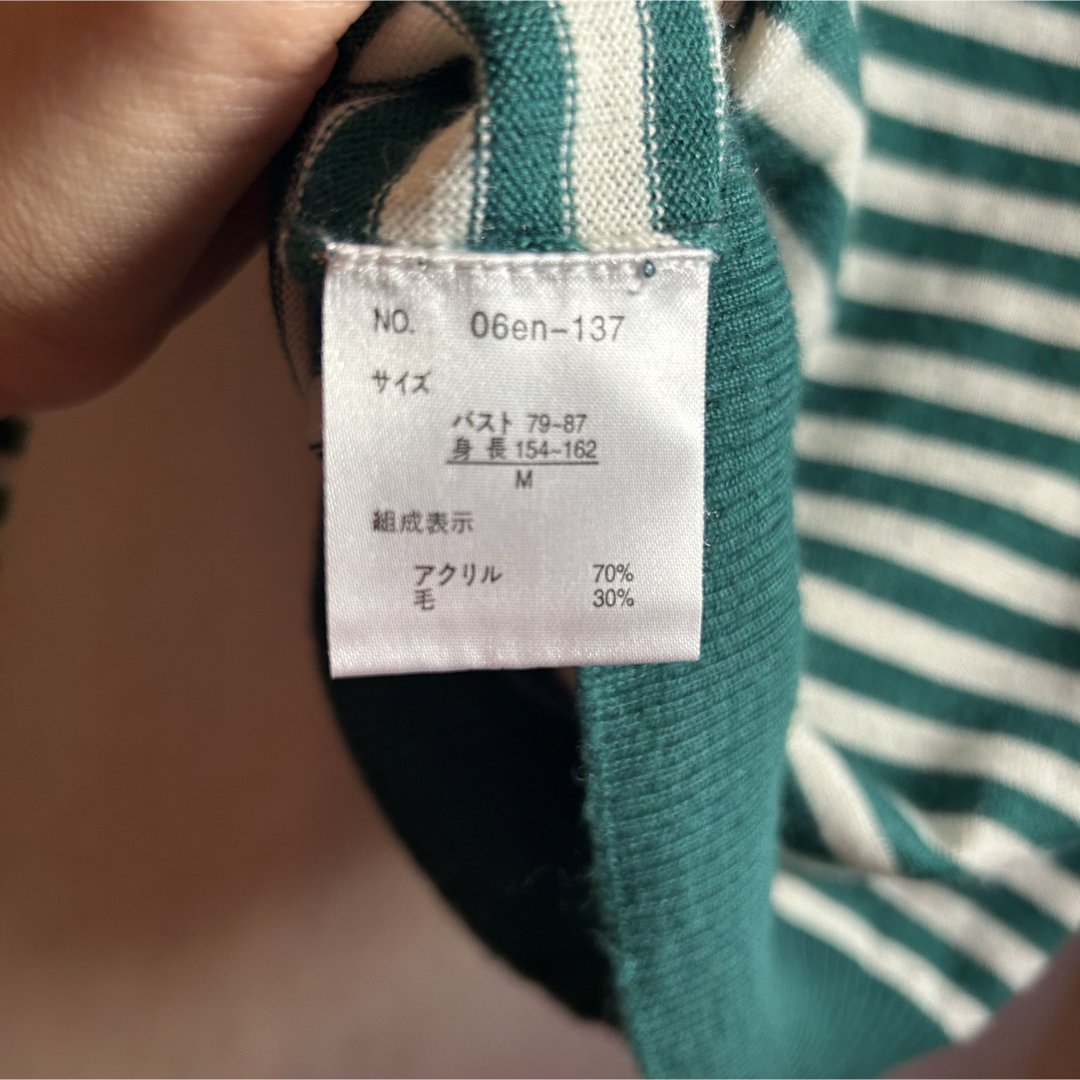 NO. 06en-137
サイズ
バスト 79~87
身 長 154~162
M
組成表示
アクリル 70%
毛 30%